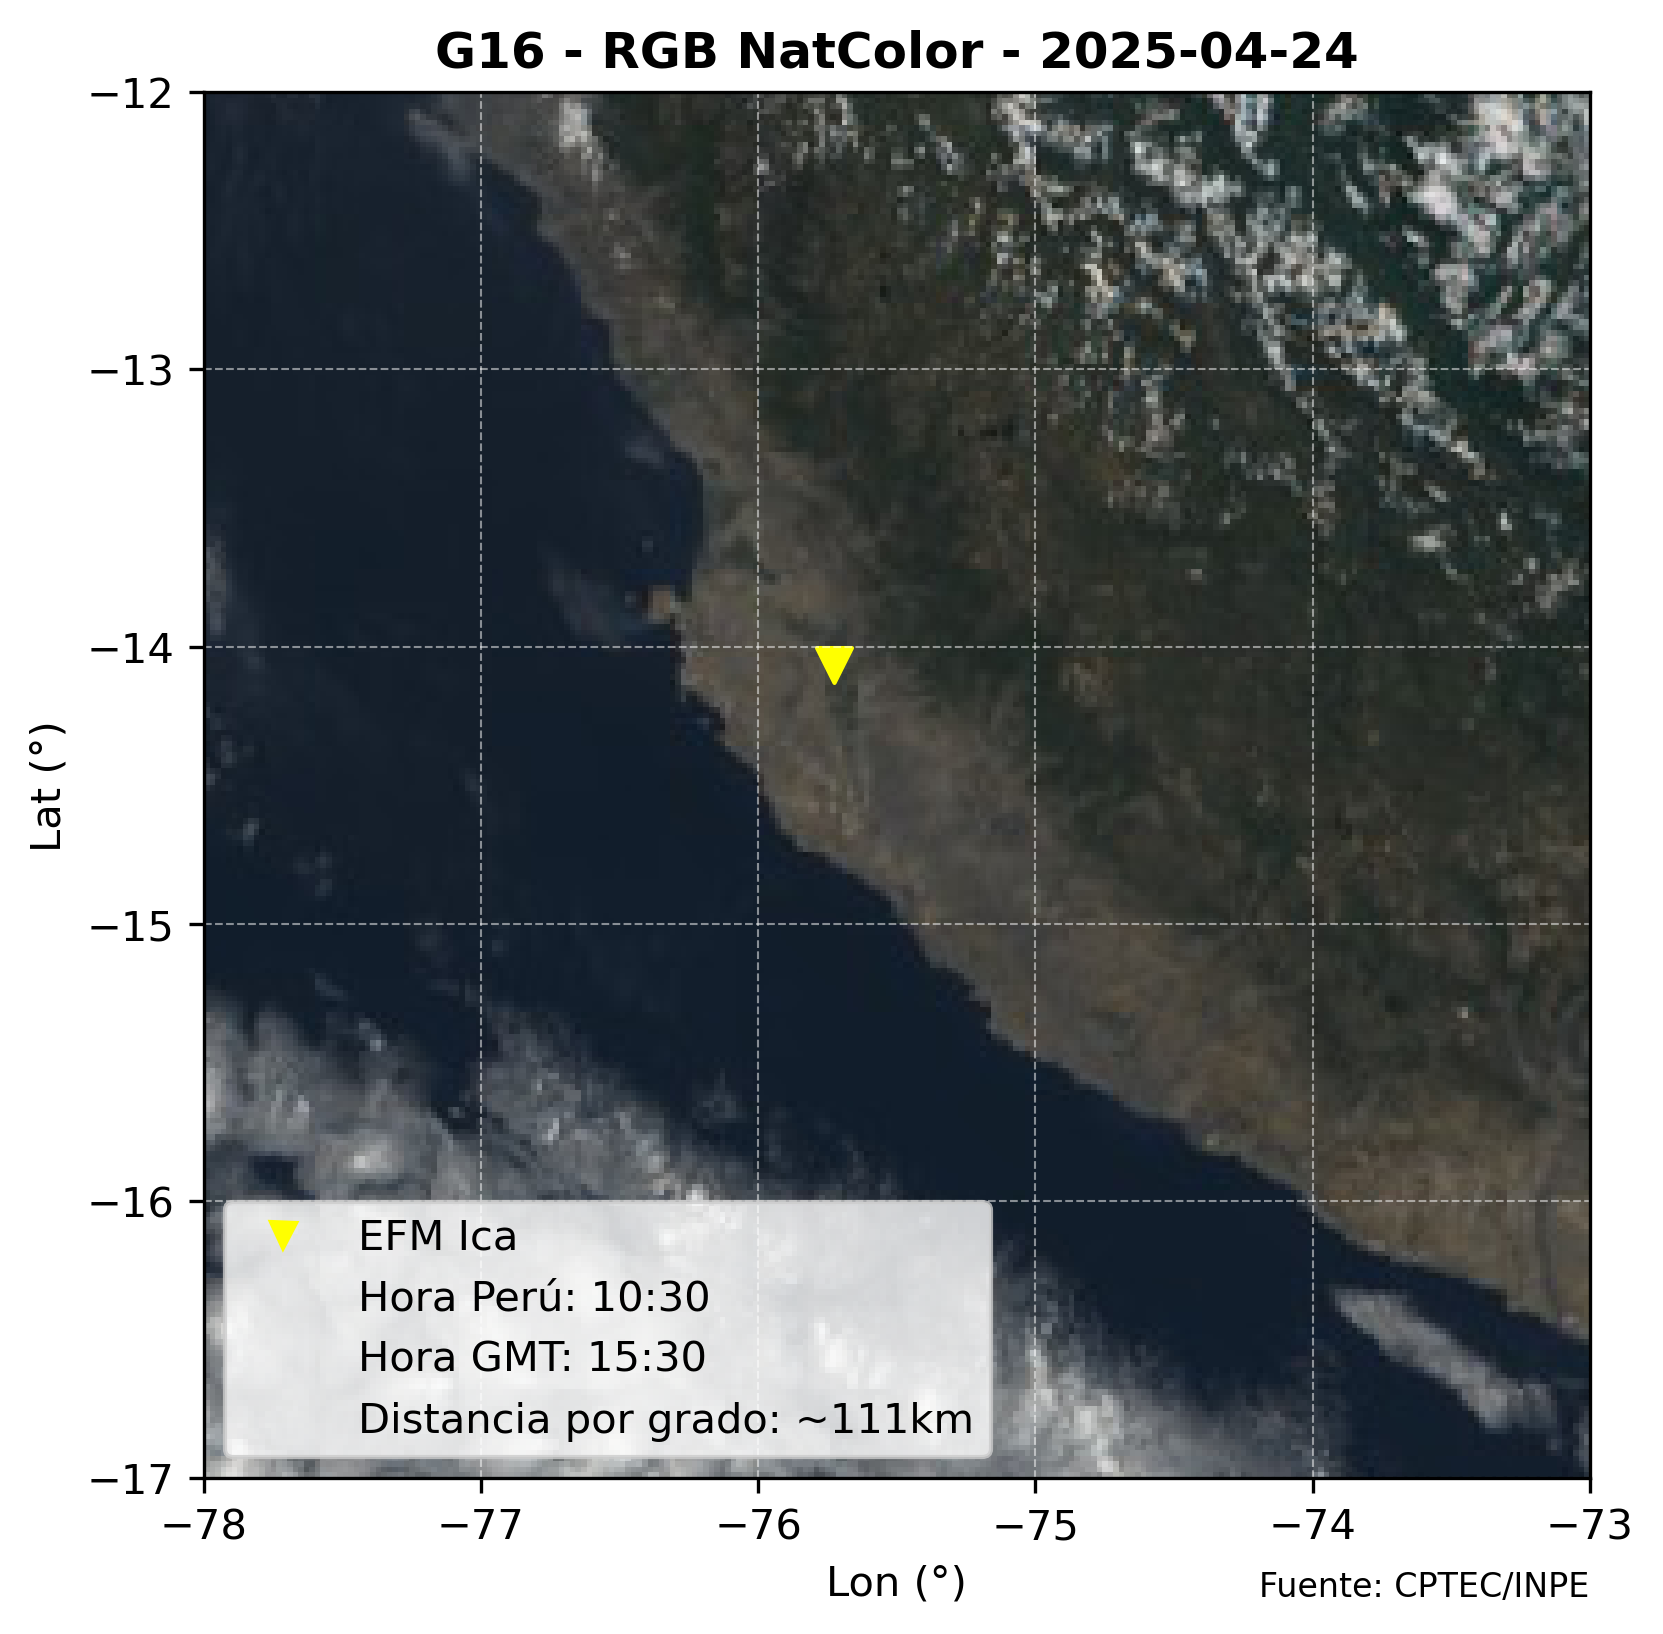 G16 - RGB NatColor - 2025-04-24
−12
−13
−14
−15
−16
−17
Lat (°)
EFM Ica
Hora Perú: 10:30
Hora GMT: 15:30
Distancia por grado: ~111km
−78 −77 −76 −75 −74 −73
Lon (°)
Fuente: CPTEC/INPE